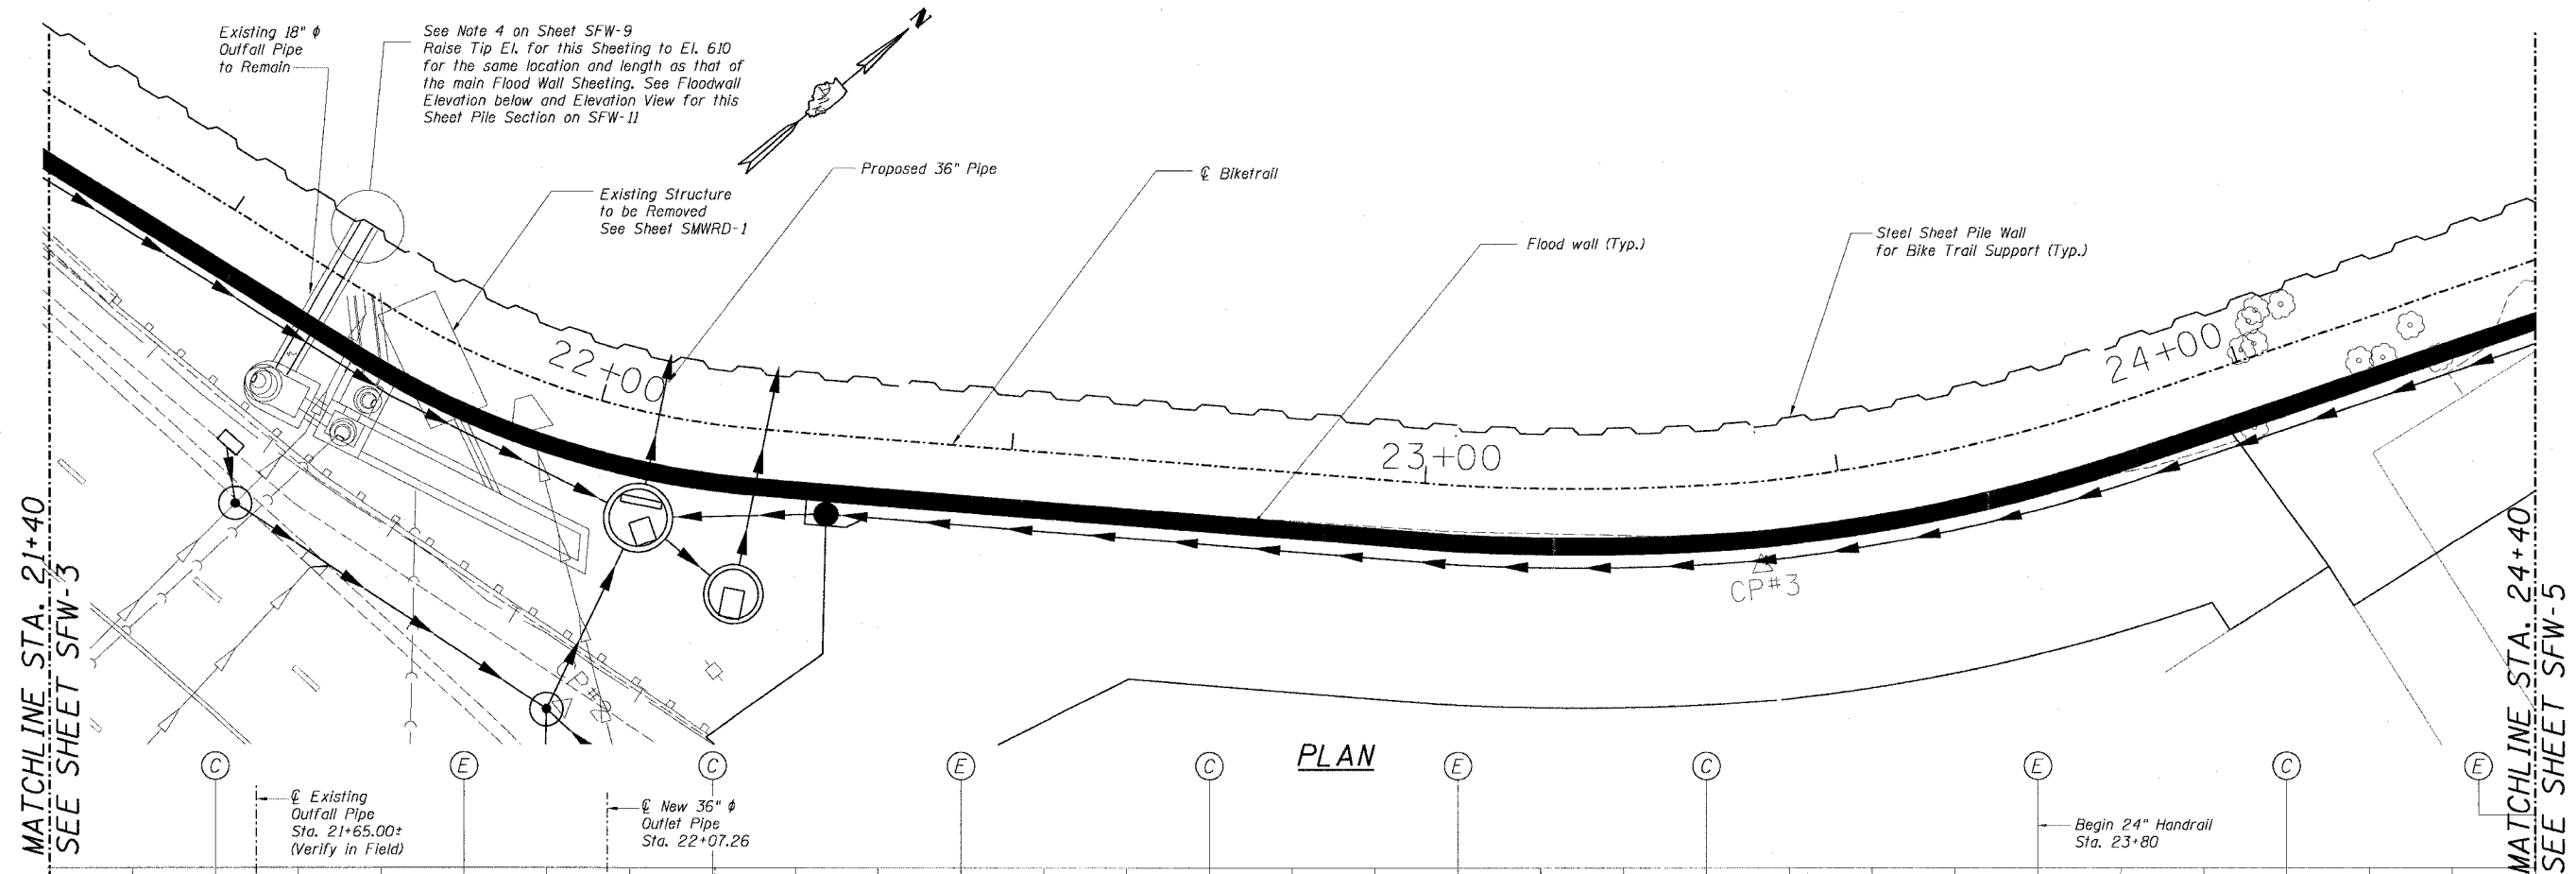 Existing 18" φ
Outfall Pipe
to Remain
See Note 4 on Sheet SFW-9
Raise Tip El. for this Sheeting to El. 610
for the same location and length as that of
the main Flood Wall Sheeting. See Floodwall
Elevation below and Elevation View for this
Sheet Pile Section on SFW-11
N
Existing Structure
to be Removed
See Sheet SMWRD-1
Proposed 36" Pipe
℄ Biketrail
Flood wall (Typ.)
Steel Sheet Pile Wall
for Bike Trail Support (Typ.)
22+00
23+00
24+00
CP#3
MATCHLINE STA. 21+40
SEE SHEET SFW-3
MATCHLINE STA. 24+40
SEE SHEET SFW-5
PLAN
C
E
C
E
C
E
C
E
C
E
℄ Existing
Outfall Pipe
Sta. 21+65.00±
(Verify in Field)
℄ New 36" φ
Outlet Pipe
Sta. 22+07.26
Begin 24" Handrail
Sta. 23+80